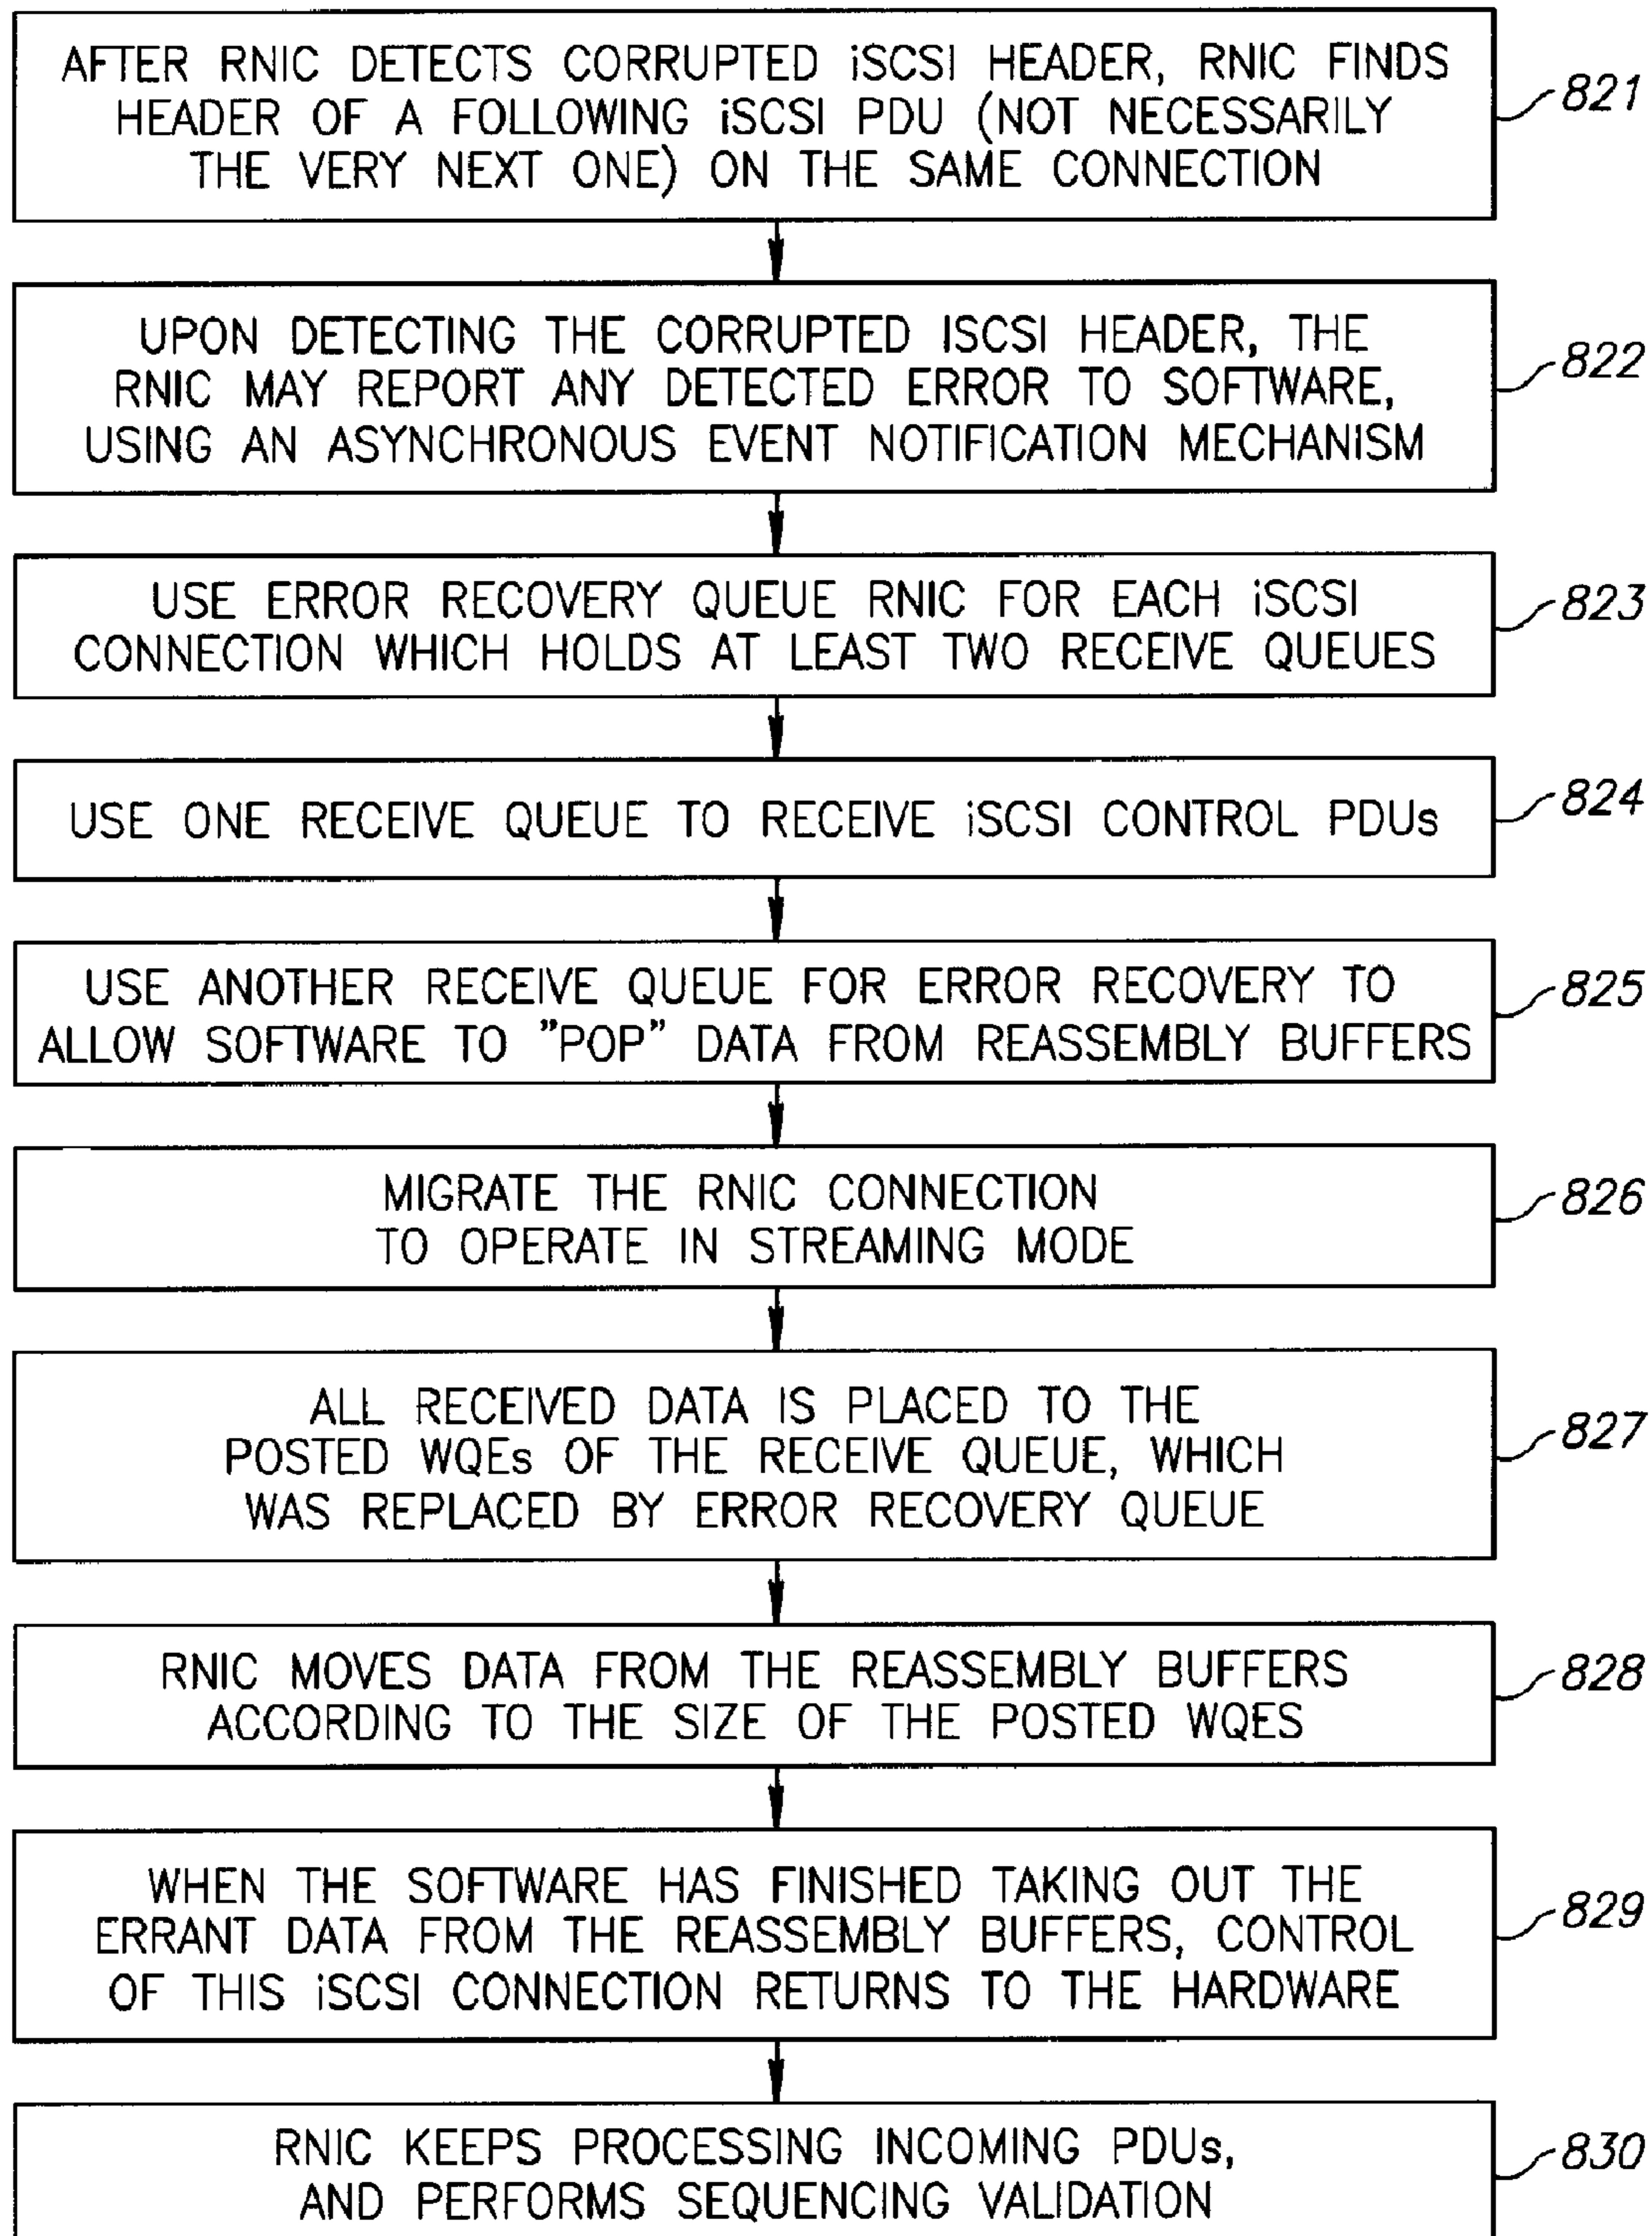 AFTER RNIC DETECTS CORRUPTED iSCSI HEADER, RNIC FINDS
HEADER OF A FOLLOWING iSCSI PDU (NOT NECESSARILY
THE VERY NEXT ONE) ON THE SAME CONNECTION
821
UPON DETECTING THE CORRUPTED ISCSI HEADER, THE
RNIC MAY REPORT ANY DETECTED ERROR TO SOFTWARE,
USING AN ASYNCHRONOUS EVENT NOTIFICATION MECHANISM
822
USE ERROR RECOVERY QUEUE RNIC FOR EACH iSCSI
CONNECTION WHICH HOLDS AT LEAST TWO RECEIVE QUEUES
823
USE ONE RECEIVE QUEUE TO RECEIVE iSCSI CONTROL PDUs
824
USE ANOTHER RECEIVE QUEUE FOR ERROR RECOVERY TO
ALLOW SOFTWARE TO "POP" DATA FROM REASSEMBLY BUFFERS
825
MIGRATE THE RNIC CONNECTION
TO OPERATE IN STREAMING MODE
826
ALL RECEIVED DATA IS PLACED TO THE
POSTED WQEs OF THE RECEIVE QUEUE, WHICH
WAS REPLACED BY ERROR RECOVERY QUEUE
827
RNIC MOVES DATA FROM THE REASSEMBLY BUFFERS
ACCORDING TO THE SIZE OF THE POSTED WQES
828
WHEN THE SOFTWARE HAS FINISHED TAKING OUT THE
ERRANT DATA FROM THE REASSEMBLY BUFFERS, CONTROL
OF THIS iSCSI CONNECTION RETURNS TO THE HARDWARE
829
RNIC KEEPS PROCESSING INCOMING PDUs,
AND PERFORMS SEQUENCING VALIDATION
830